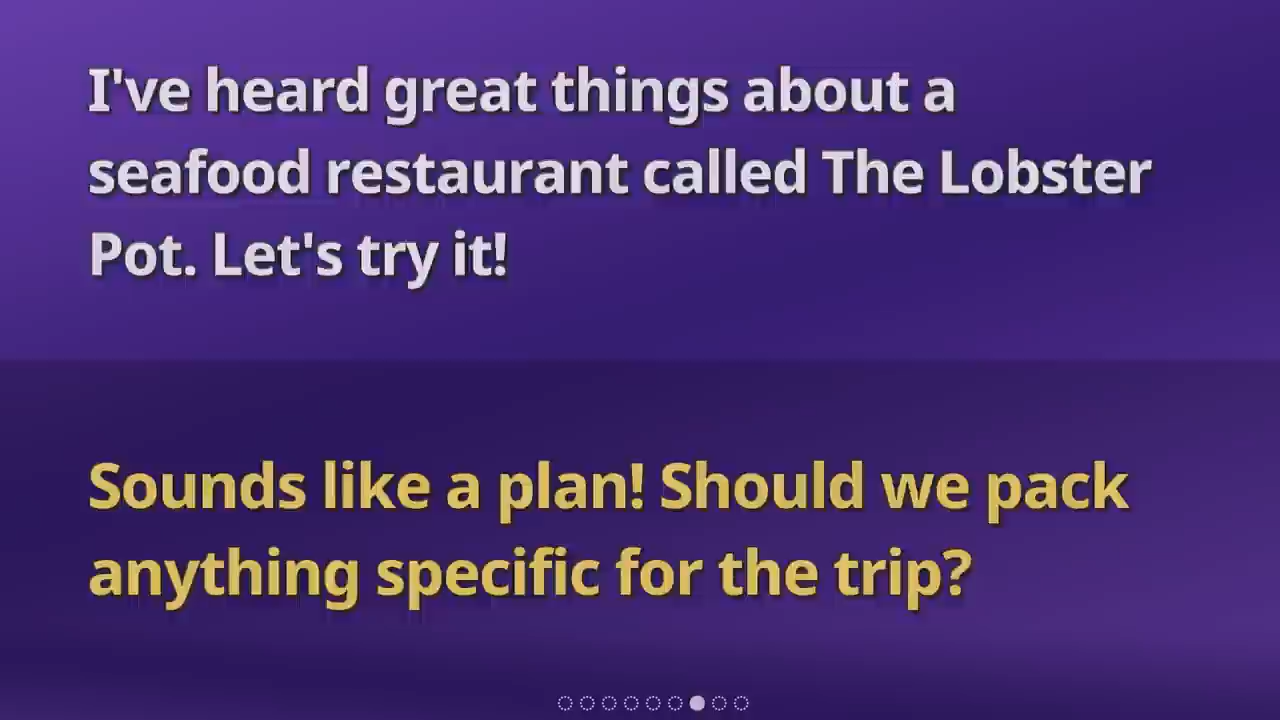 I've heard great things about a
seafood restaurant called The Lobster
Pot. Let's try it!
Sounds like a plan! Should we pack
anything specific for the trip?